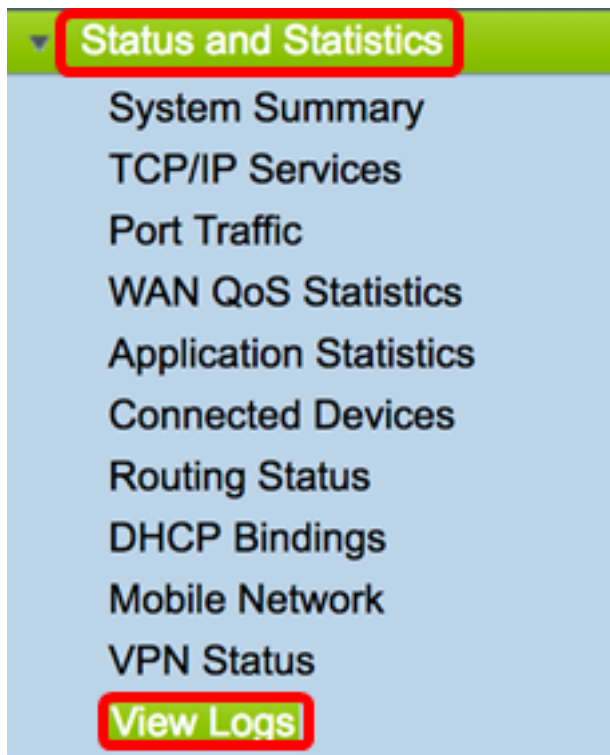 Status and Statistics
System Summary
TCP/IP Services
Port Traffic
WAN QoS Statistics
Application Statistics
Connected Devices
Routing Status
DHCP Bindings
Mobile Network
VPN Status
View Logs